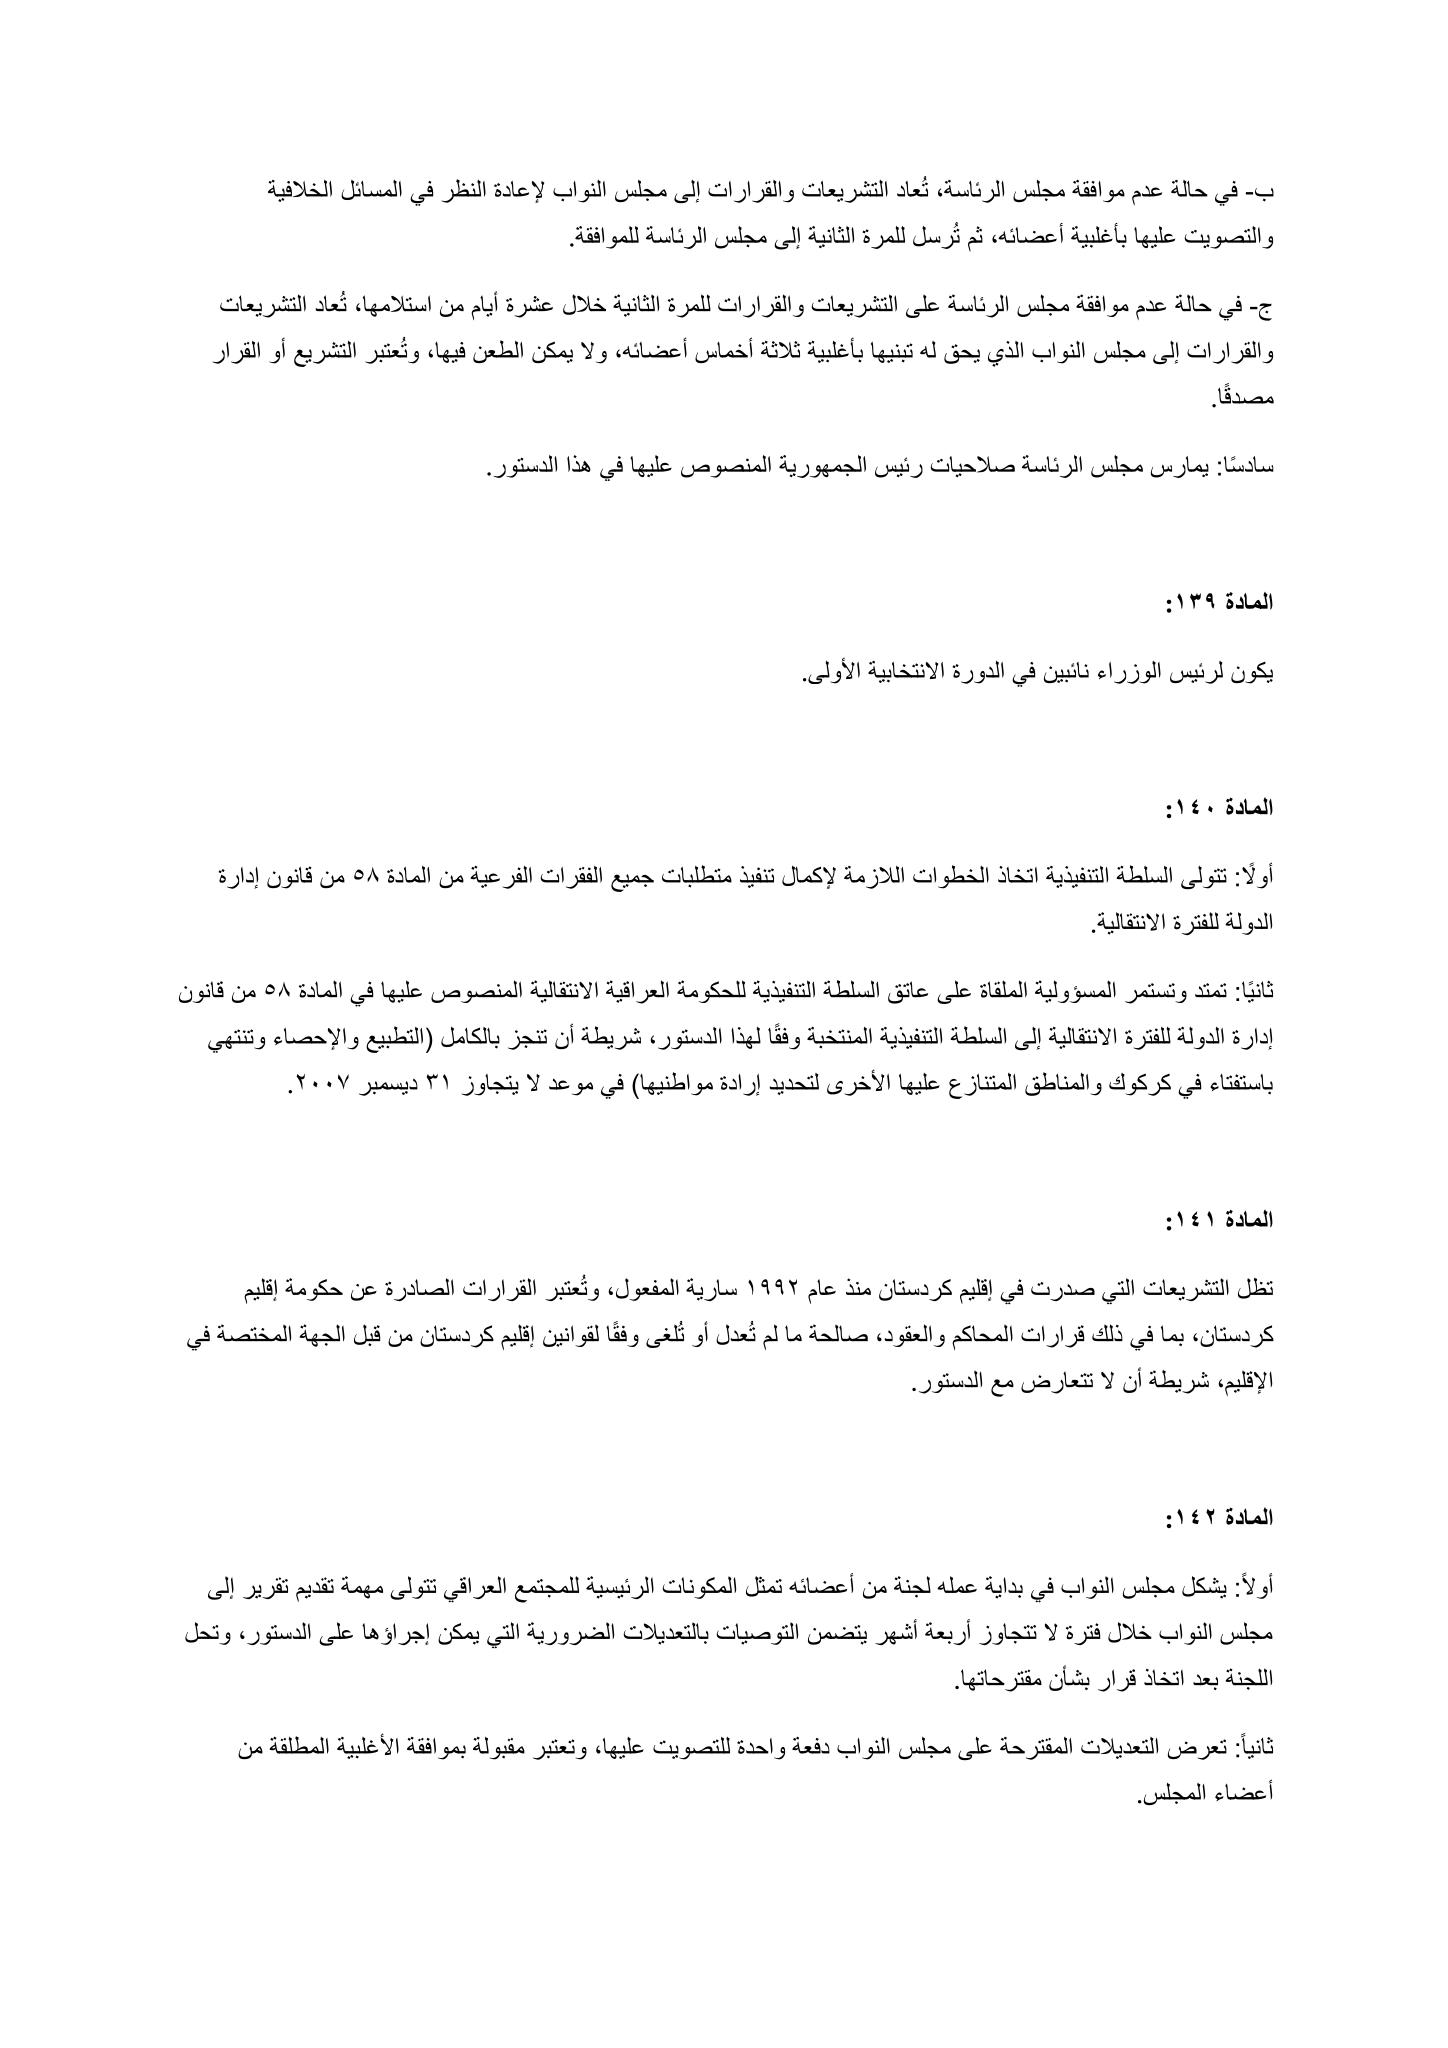 ب- في حالة عدم موافقة مجلس الرئاسة، تُعاد التشريعات والقرارات إلى مجلس النواب لإعادة النظر في المسائل الخلافية
والتصويت عليها بأغلبية أعضائه، ثم تُرسل للمرة الثانية إلى مجلس الرئاسة للموافقة.
ج- في حالة عدم موافقة مجلس الرئاسة على التشريعات والقرارات للمرة الثانية خلال عشرة أيام من استلامها، تُعاد التشريعات
والقرارات إلى مجلس النواب الذي يحق له تبنيها بأغلبية ثلاثة أخماس أعضائه، ولا يمكن الطعن فيها، وتُعتبر التشريع أو القرار
مصدقًا.
سادسًا: يمارس مجلس الرئاسة صلاحيات رئيس الجمهورية المنصوص عليها في هذا الدستور.
المادة ١٣٩:
يكون لرئيس الوزراء نائبين في الدورة الانتخابية الأولى.
المادة ١٤٠:
أولًا: تتولى السلطة التنفيذية اتخاذ الخطوات اللازمة لإكمال تنفيذ متطلبات جميع الفقرات الفرعية من المادة ٥٨ من قانون إدارة
الدولة للفترة الانتقالية.
ثانيًا: تمتد وتستمر المسؤولية الملقاة على عاتق السلطة التنفيذية للحكومة العراقية الانتقالية المنصوص عليها في المادة ٥٨ من قانون
إدارة الدولة للفترة الانتقالية إلى السلطة التنفيذية المنتخبة وفقًا لهذا الدستور، شريطة أن تنجز بالكامل (التطبيع والإحصاء وتنتهي
باستفتاء في كركوك والمناطق المتنازع عليها الأخرى لتحديد إرادة مواطنيها) في موعد لا يتجاوز ٣١ ديسمبر ٢٠٠٧.
المادة ١٤١:
تظل التشريعات التي صدرت في إقليم كردستان منذ عام ١٩٩٢ سارية المفعول، وتُعتبر القرارات الصادرة عن حكومة إقليم
كردستان، بما في ذلك قرارات المحاكم والعقود، صالحة ما لم تُعدل أو تُلغى وفقًا لقوانين إقليم كردستان من قبل الجهة المختصة في
الإقليم، شريطة أن لا تتعارض مع الدستور.
المادة ١٤٢:
أولاً: يشكل مجلس النواب في بداية عمله لجنة من أعضائه تمثل المكونات الرئيسية للمجتمع العراقي تتولى مهمة تقديم تقرير إلى
مجلس النواب خلال فترة لا تتجاوز أربعة أشهر يتضمن التوصيات بالتعديلات الضرورية التي يمكن إجراؤها على الدستور، وتحل
اللجنة بعد اتخاذ قرار بشأن مقترحاتها.
ثانياً: تعرض التعديلات المقترحة على مجلس النواب دفعة واحدة للتصويت عليها، وتعتبر مقبولة بموافقة الأغلبية المطلقة من
أعضاء المجلس.